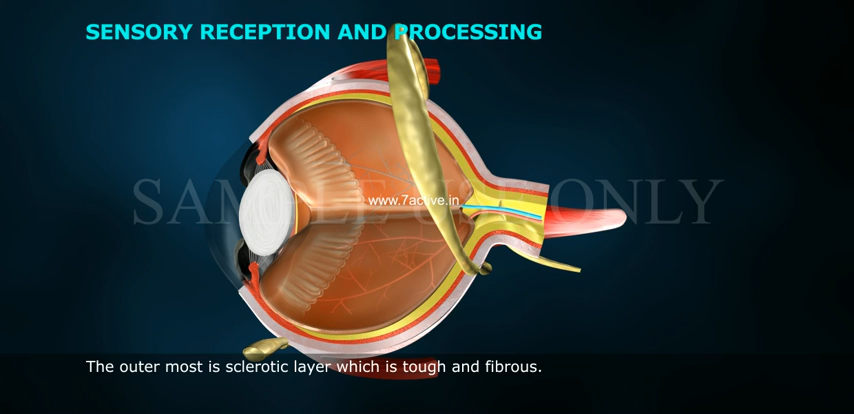 SENSORY RECEPTION AND PROCESSING
SAMPLE USE ONLY
www.7active.in
The outer most is sclerotic layer which is tough and fibrous.